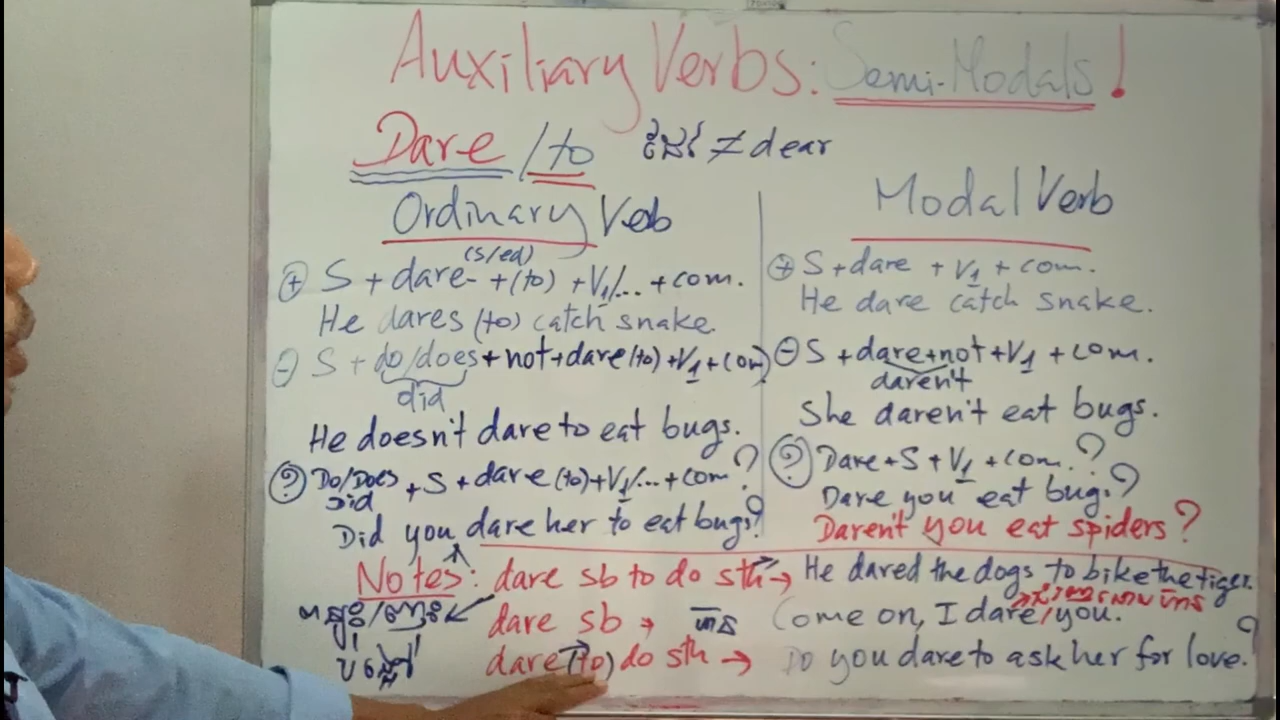 Auxiliary Verbs: Semi-Modals!
Dare /to ដែរ ≠ dear
Ordinary Verb
(s/ed)
⊕ S + dare- +(to) + V1/... + com.
He dares (to) catch snake.
⊖ S + do/does + not + dare (to) + V1 + com
did
He doesn't dare to eat bugs.
? Do/Does + S + dare (to) + V1/... + com ?
Did
Did you dare her to eat bugs?
Modal Verb
⊕ S + dare + V1 + com.
He dare catch snake.
⊖ S + dare + not + V1 + com.
daren't
She daren't eat bugs.
? Dare + S + V1 + com. ?
Dare you eat bug?
Daren't you eat spiders?
Notes: dare sb to do sth → He dared the dogs to bike the tiger.
dare sb → ហ៊ាន Come on, I dare you.
dare (to) do sth → Do you dare to ask her for love?